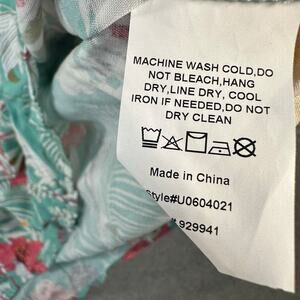 MACHINE WASH COLD,DO
NOT BLEACH,HANG
DRY,LINE DRY, COOL
IRON IF NEEDED,DO NOT
DRY CLEAN
Made in China
Style#U0604021
# 929941